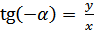 tg(−α) = y/x